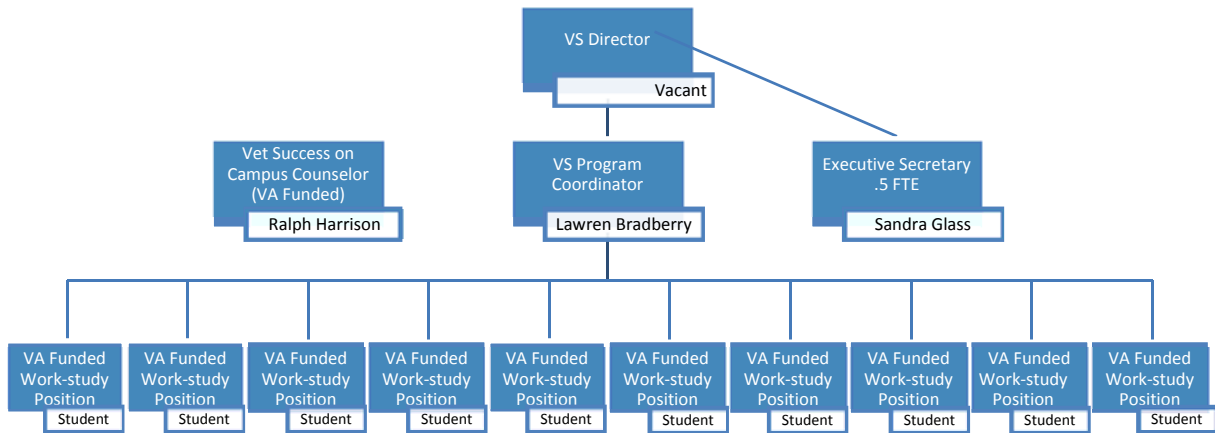 VS Director
Vacant
Vet Success on
Campus Counselor
(VA Funded)
Ralph Harrison
VS Program
Coordinator
Lawren Bradberry
Executive Secretary
.5 FTE
Sandra Glass
VA Funded
Work-study
Position
Student
VA Funded
Work-study
Position
Student
VA Funded
Work-study
Position
Student
VA Funded
Work-study
Position
Student
VA Funded
Work-study
Position
Student
VA Funded
Work-study
Position
Student
VA Funded
Work-study
Position
Student
VA Funded
Work-study
Position
Student
VA Funded
Work-study
Position
Student
VA Funded
Work-study
Position
Student